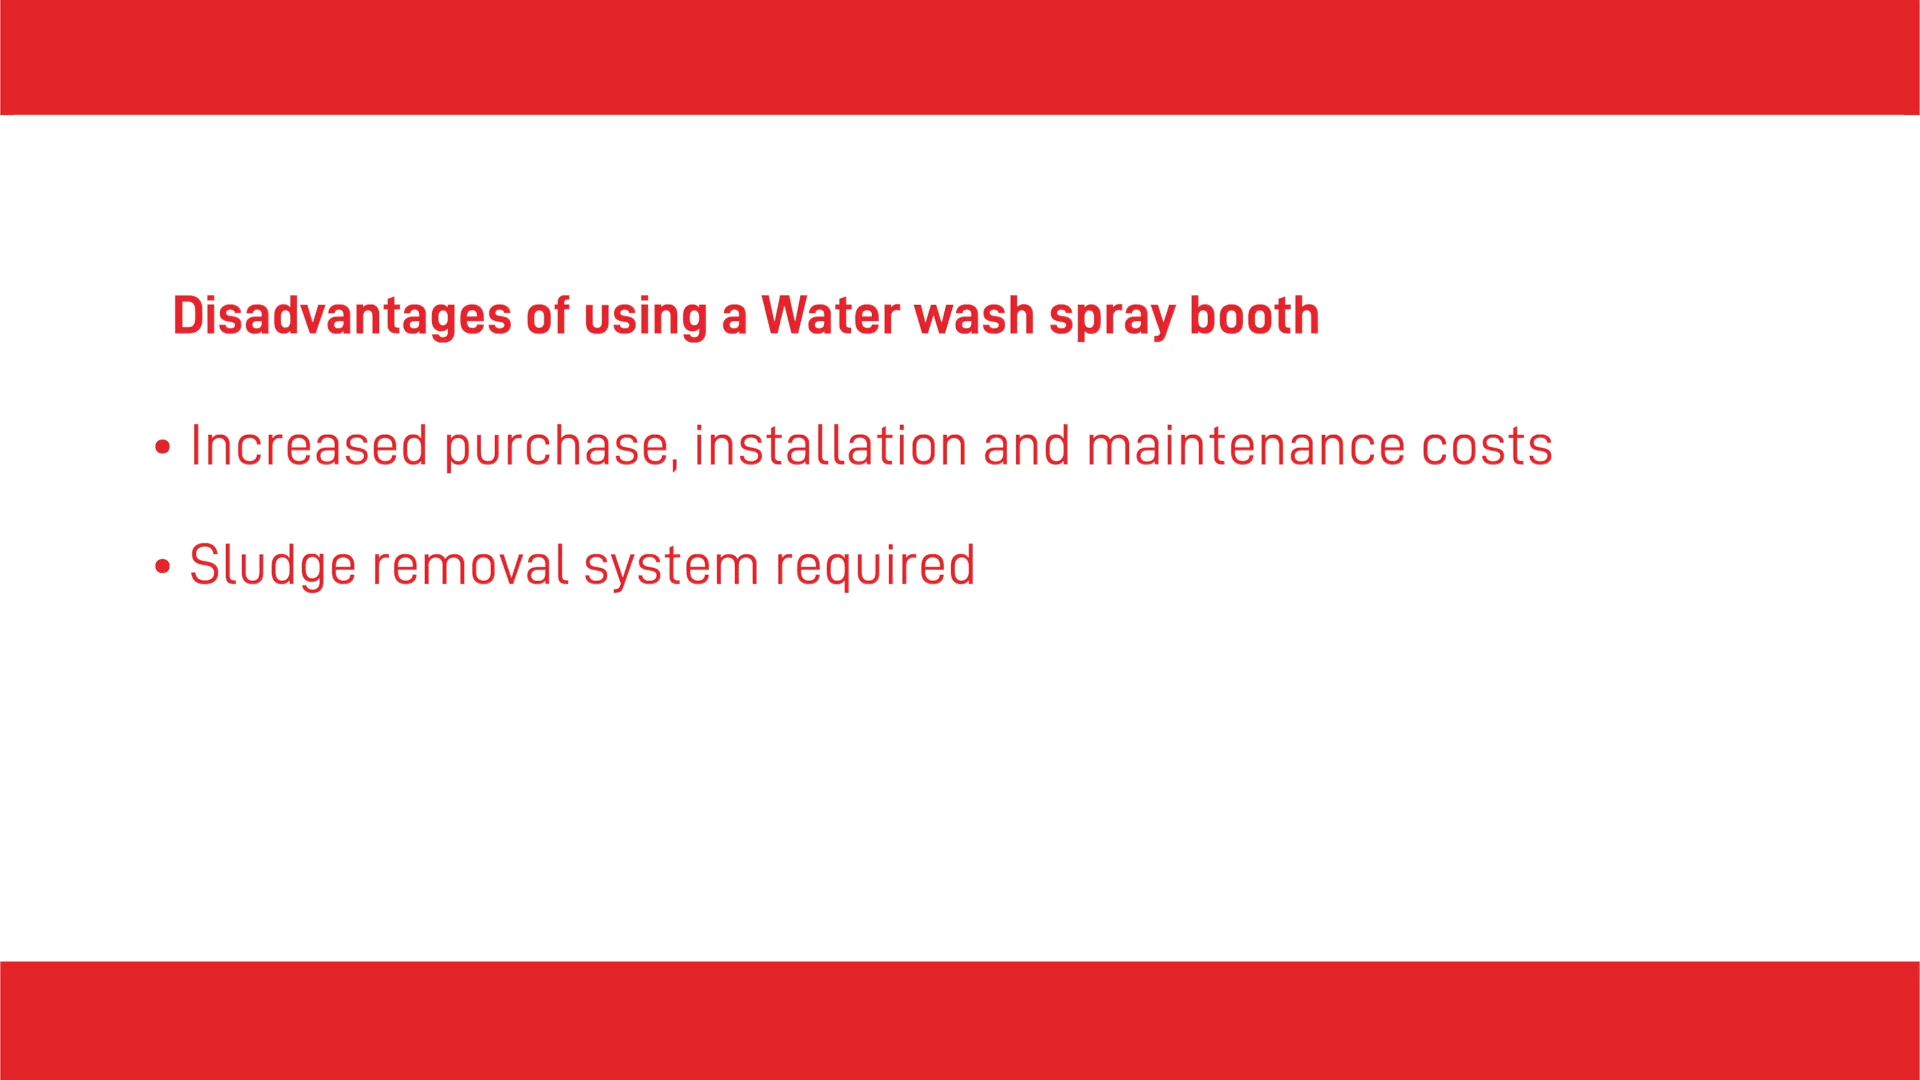 Disadvantages of using a Water wash spray booth
• Increased purchase, installation and maintenance costs
• Sludge removal system required